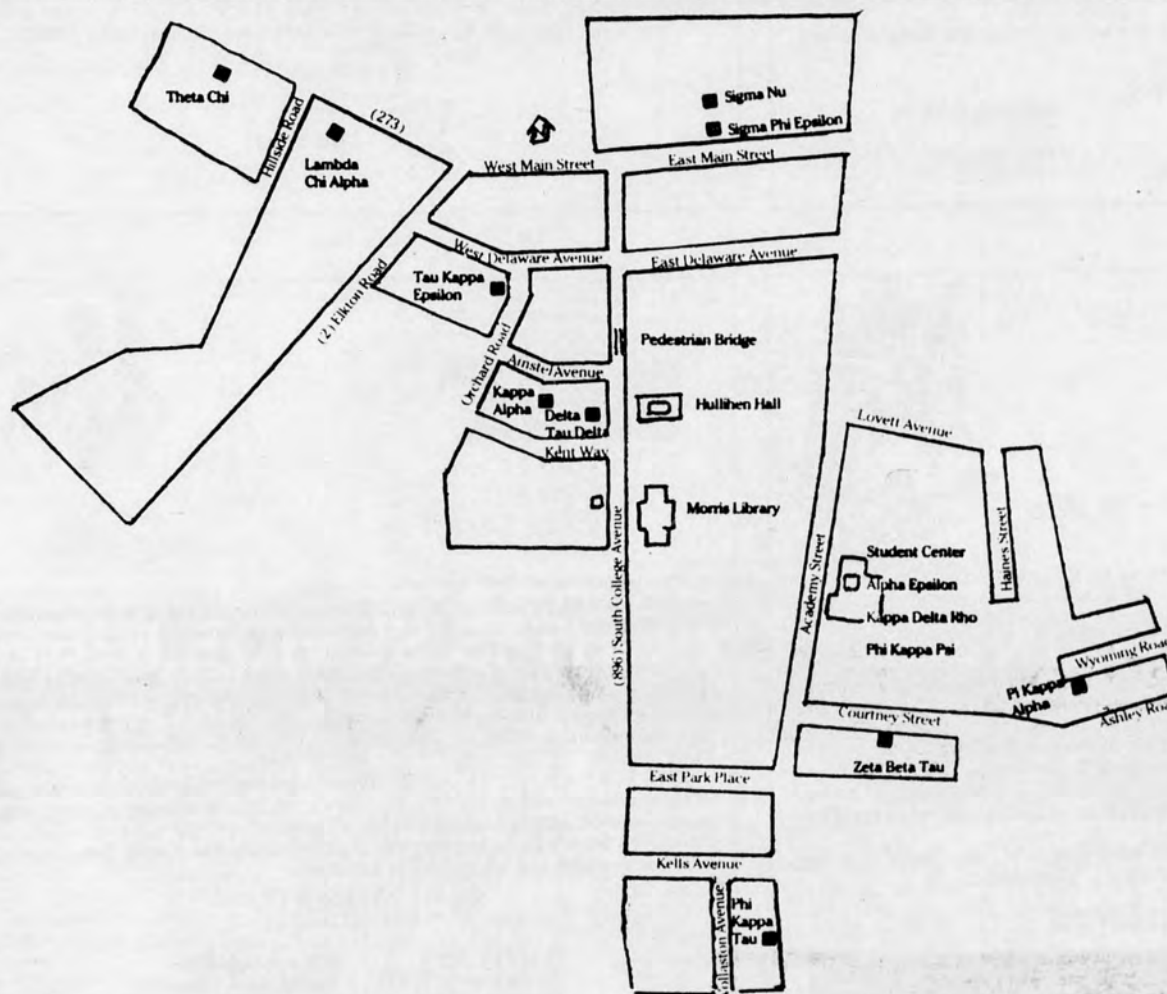 Theta Chi
Hillside Road
(273)
Lambda
Chi Alpha
N
Sigma Nu
Sigma Phi Epsilon
West Main Street
East Main Street
West Delaware Avenue
East Delaware Avenue
(2) Elkton Road
Tau Kappa
Epsilon
Orchard Road
Amstel Avenue
Pedestrian Bridge
Kappa
Alpha
Delta
Tau Delta
Kent Way
Hullihen Hall
Lovett Avenue
Morris Library
(896) South College Avenue
Academy Street
Haines Street
Student Center
Alpha Epsilon
Kappa Delta Rho
Phi Kappa Psi
Wyoming Road
Pi Kappa
Alpha
Ashley Road
Courtney Street
Zeta Beta Tau
East Park Place
Kells Avenue
Phi
Kappa
Tau
Avenue